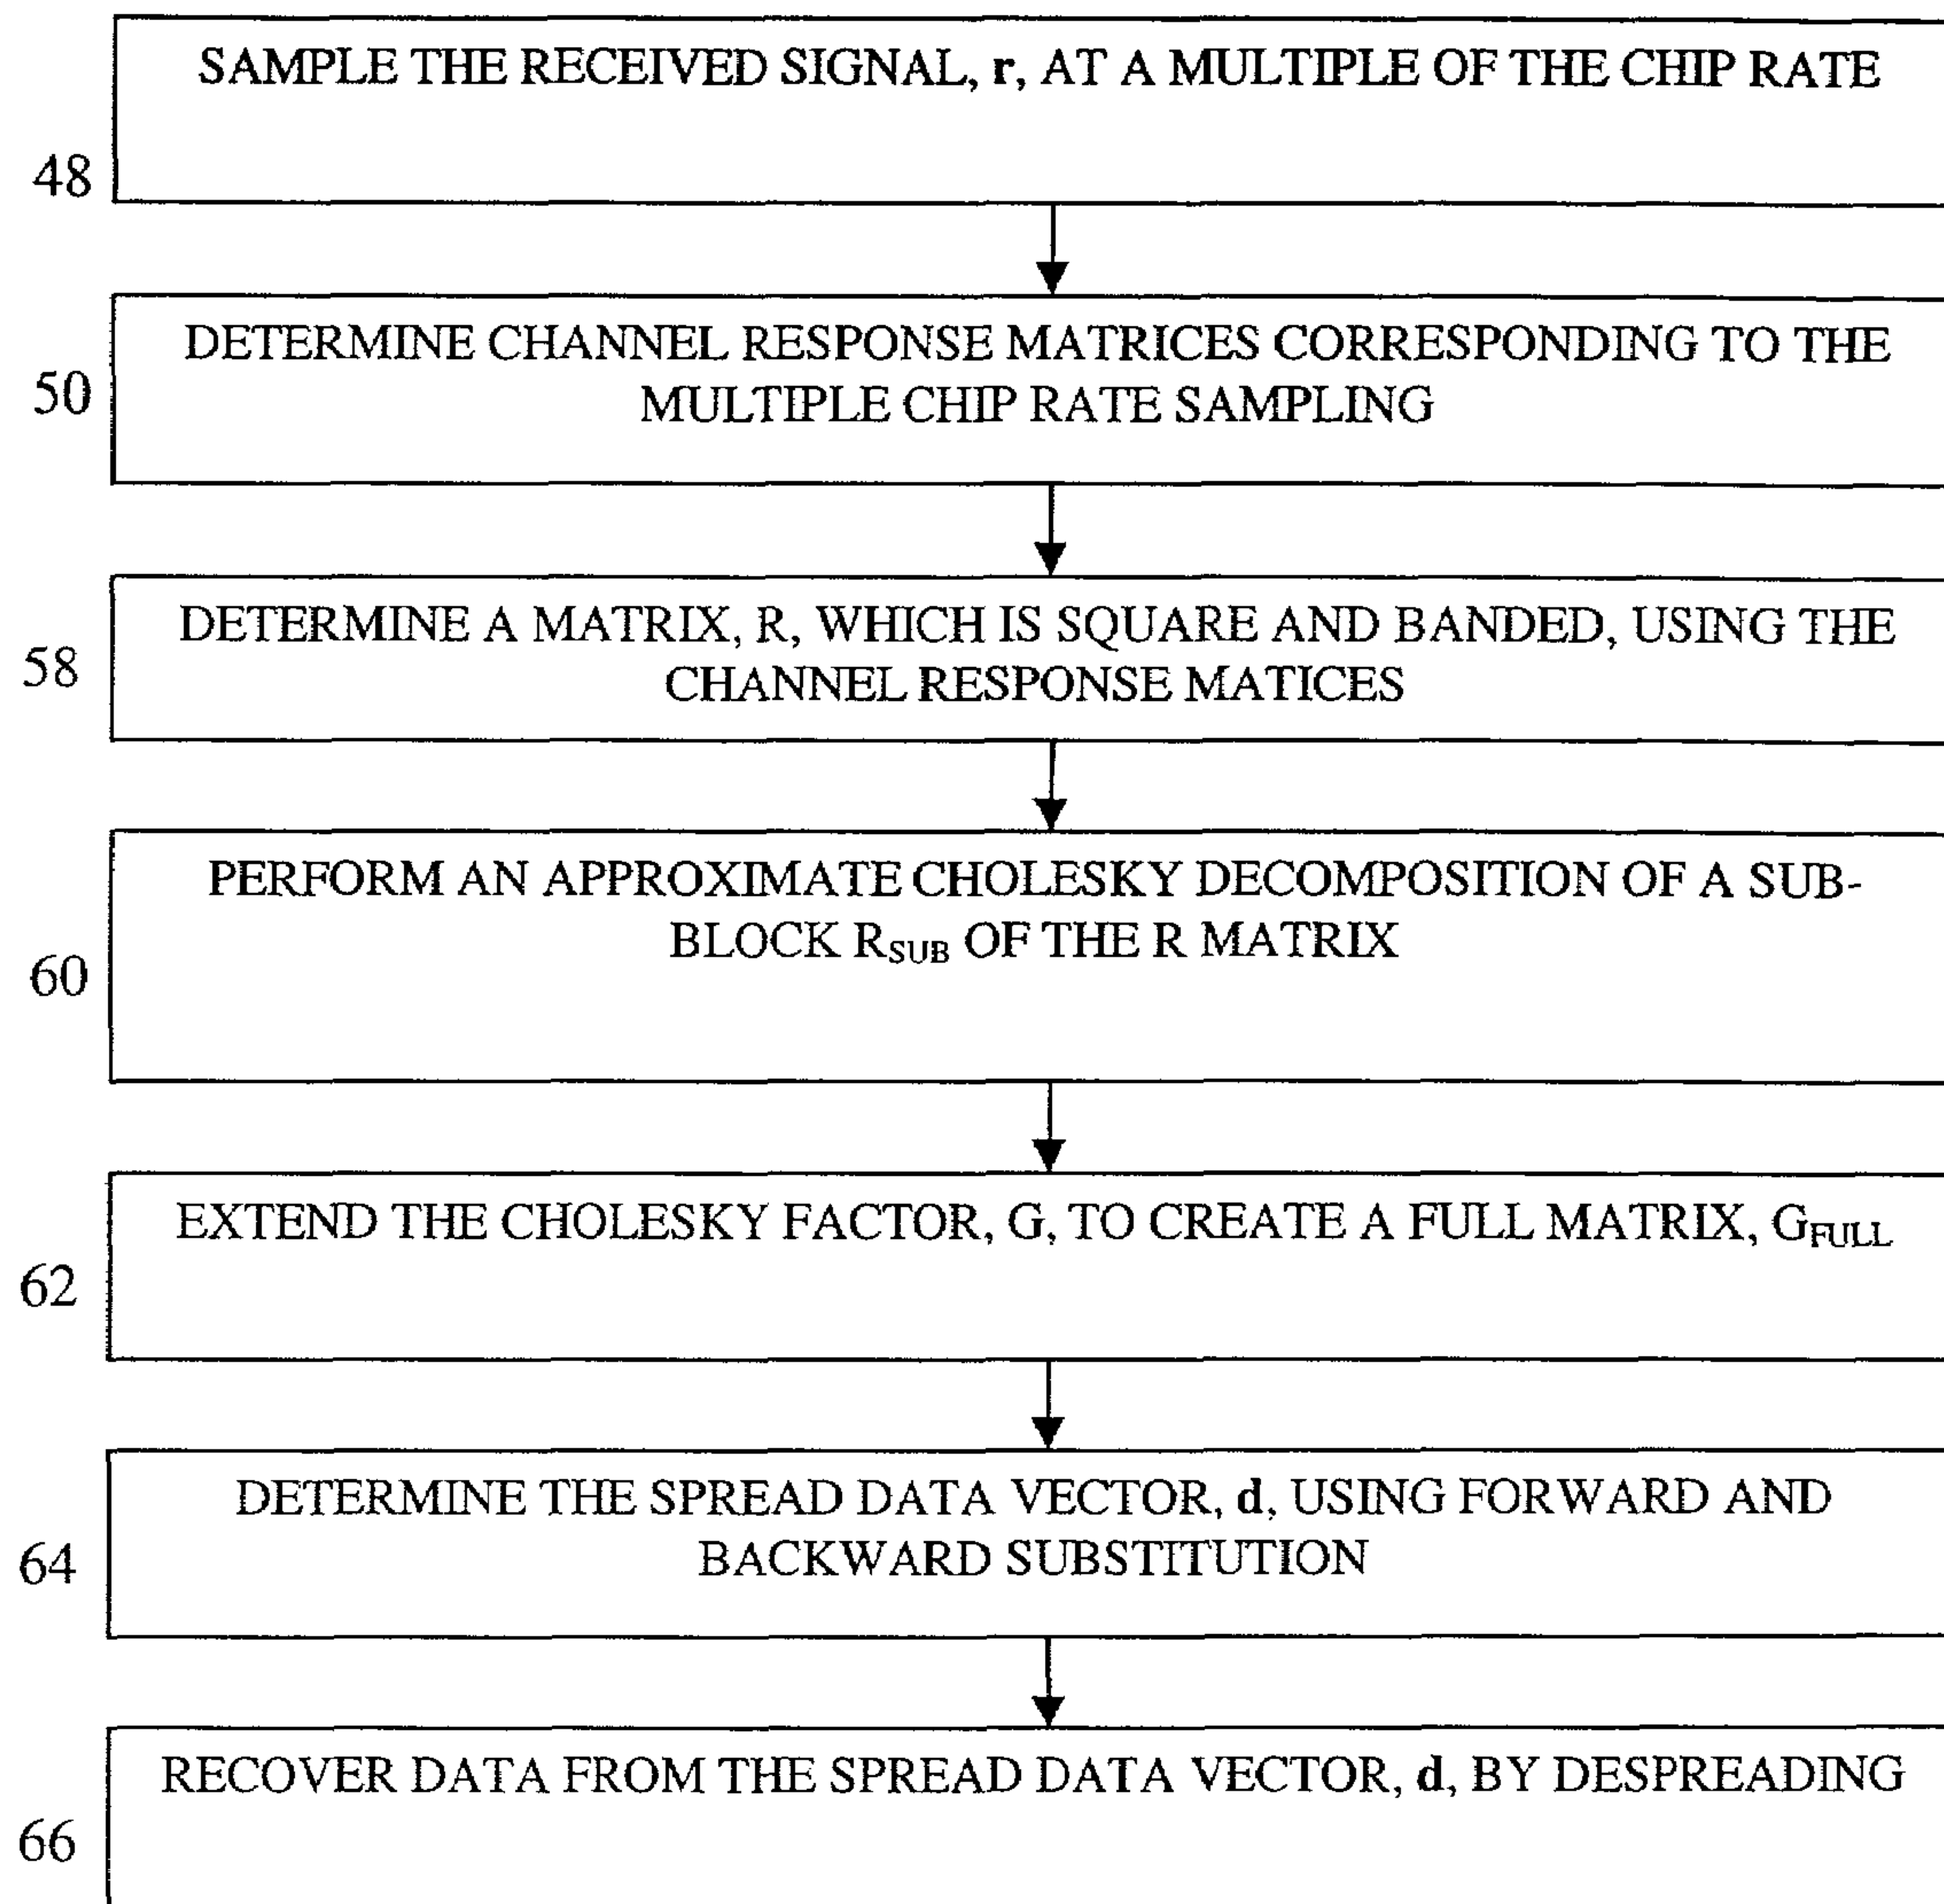 SAMPLE THE RECEIVED SIGNAL, r, AT A MULTIPLE OF THE CHIP RATE
48
DETERMINE CHANNEL RESPONSE MATRICES CORRESPONDING TO THE
MULTIPLE CHIP RATE SAMPLING
50
DETERMINE A MATRIX, R, WHICH IS SQUARE AND BANDED, USING THE
CHANNEL RESPONSE MATICES
58
PERFORM AN APPROXIMATE CHOLESKY DECOMPOSITION OF A SUB-
BLOCK RSUB OF THE R MATRIX
60
EXTEND THE CHOLESKY FACTOR, G, TO CREATE A FULL MATRIX, GFULL
62
DETERMINE THE SPREAD DATA VECTOR, d, USING FORWARD AND
BACKWARD SUBSTITUTION
64
RECOVER DATA FROM THE SPREAD DATA VECTOR, d, BY DESPREADING
66